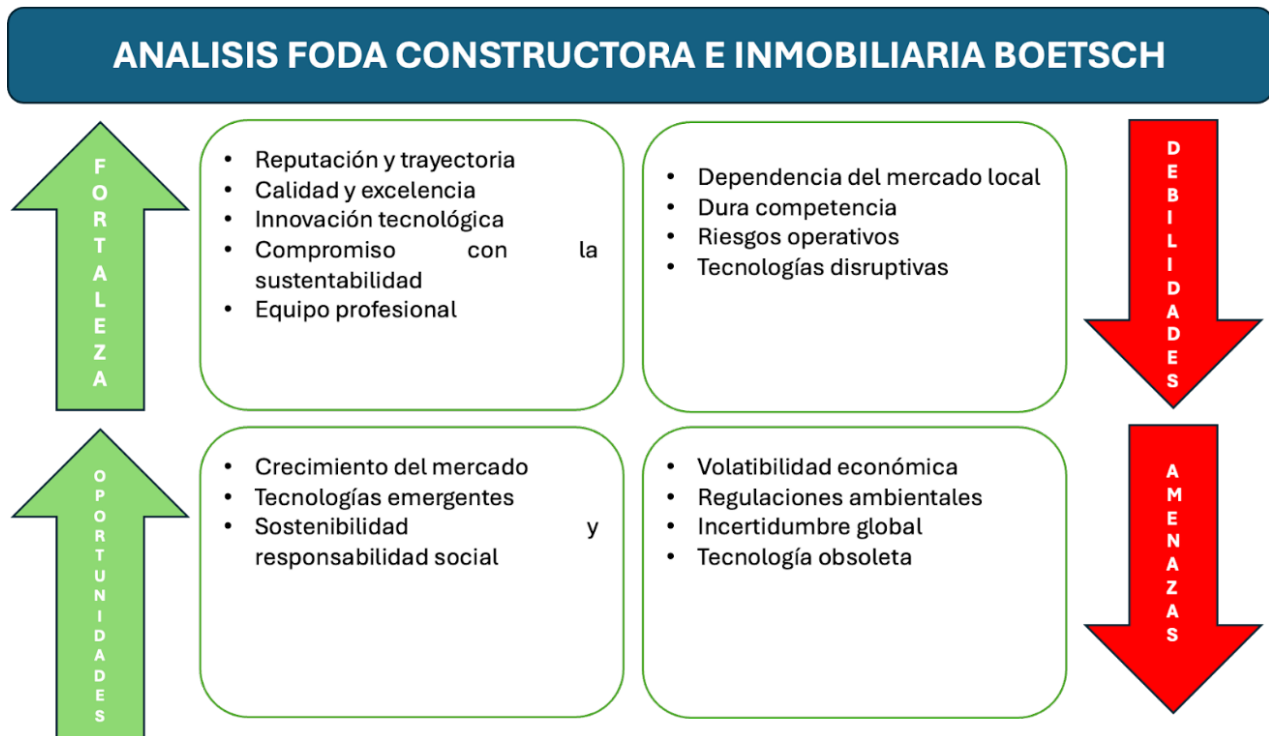 ANALISIS FODA CONSTRUCTORA E INMOBILIARIA BOETSCH
FORTALEZA
• Reputación y trayectoria
• Calidad y excelencia
• Innovación tecnológica
• Compromiso con la
sustentabilidad
• Equipo profesional
• Dependencia del mercado local
• Dura competencia
• Riesgos operativos
• Tecnologías disruptivas
DEBILIDADES
OPORTUNIDADES
• Crecimiento del mercado
• Tecnologías emergentes
• Sostenibilidad y
responsabilidad social
• Volatibilidad económica
• Regulaciones ambientales
• Incertidumbre global
• Tecnología obsoleta
AMENAZAS